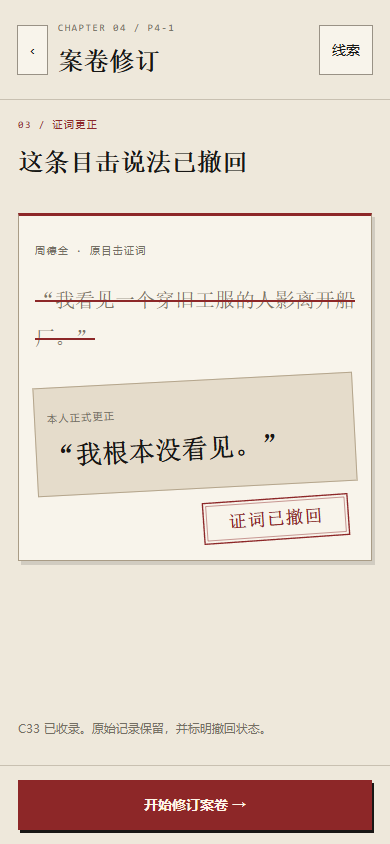 ‹
CHAPTER 04 / P4-1
案卷修订
线索
03 / 证词更正
这条目击说法已撤回
周德全 · 原目击证词
“我看见一个穿旧工服的人影离开船
厂。”
本人正式更正
“我根本没看见。”
证词已撤回
C33 已收录。原始记录保留，并标明撤回状态。
开始修订案卷 →